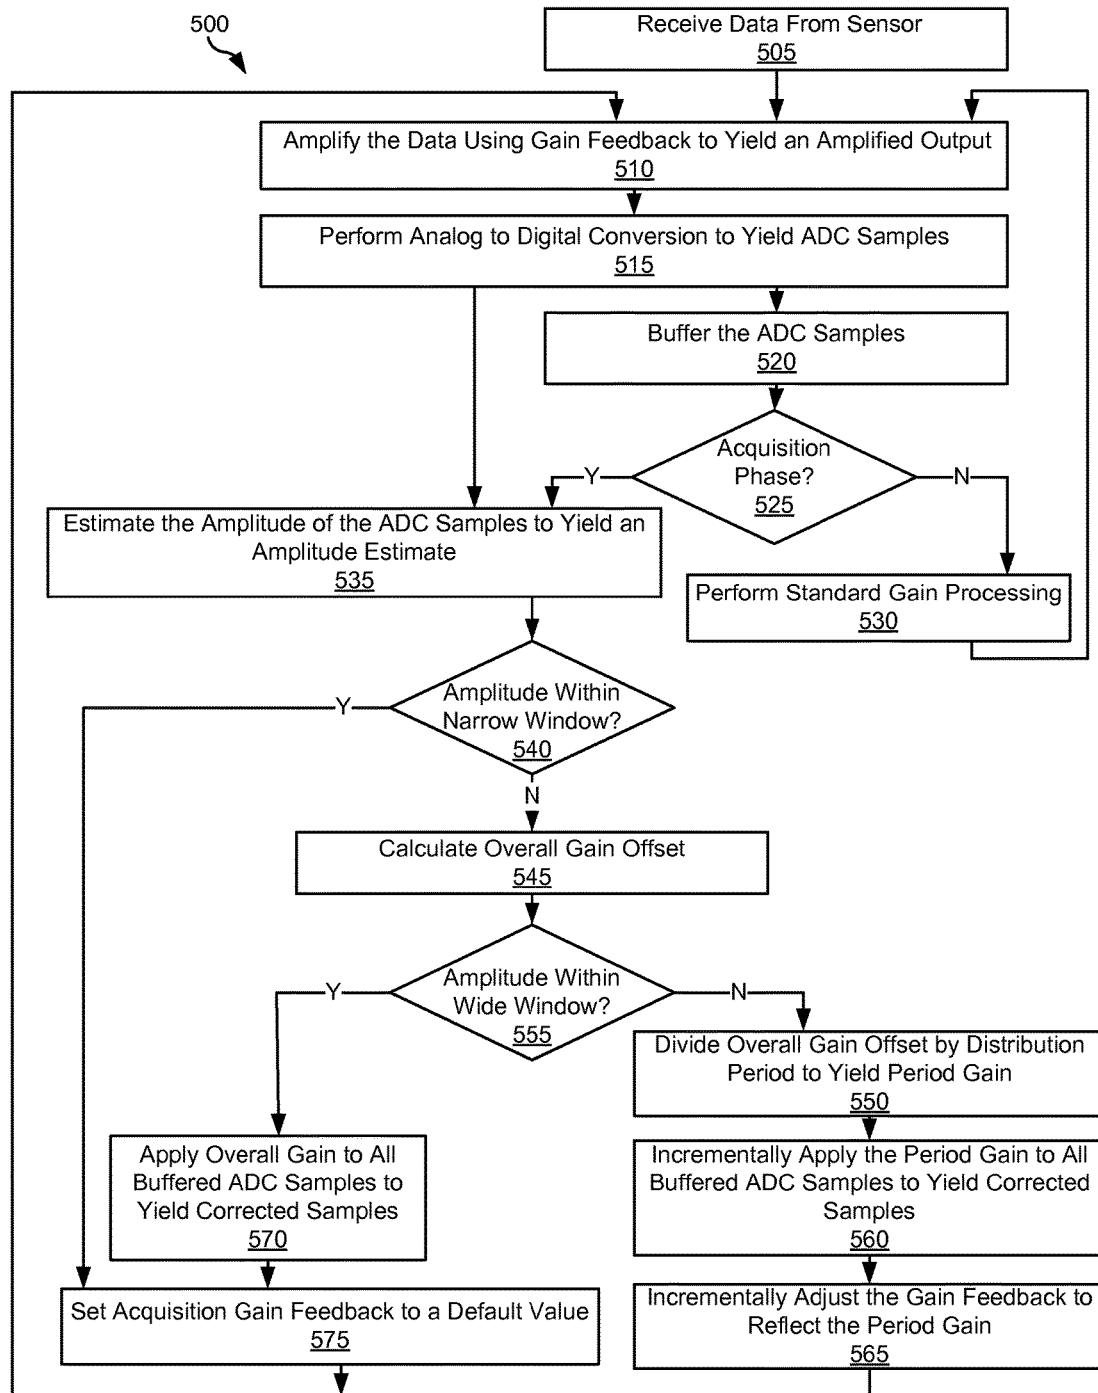 500
Receive Data From Sensor
505
Amplify the Data Using Gain Feedback to Yield an Amplified Output
510
Perform Analog to Digital Conversion to Yield ADC Samples
515
Buffer the ADC Samples
520
Acquisition
Phase?
525
Y
N
Estimate the Amplitude of the ADC Samples to Yield an
Amplitude Estimate
535
Perform Standard Gain Processing
530
Amplitude Within
Narrow Window?
540
Y
N
Calculate Overall Gain Offset
545
Amplitude Within
Wide Window?
555
Y
N
Divide Overall Gain Offset by Distribution
Period to Yield Period Gain
550
Apply Overall Gain to All
Buffered ADC Samples to
Yield Corrected Samples
570
Incrementally Apply the Period Gain to All
Buffered ADC Samples to Yield Corrected
Samples
560
Set Acquisition Gain Feedback to a Default Value
575
Incrementally Adjust the Gain Feedback to
Reflect the Period Gain
565